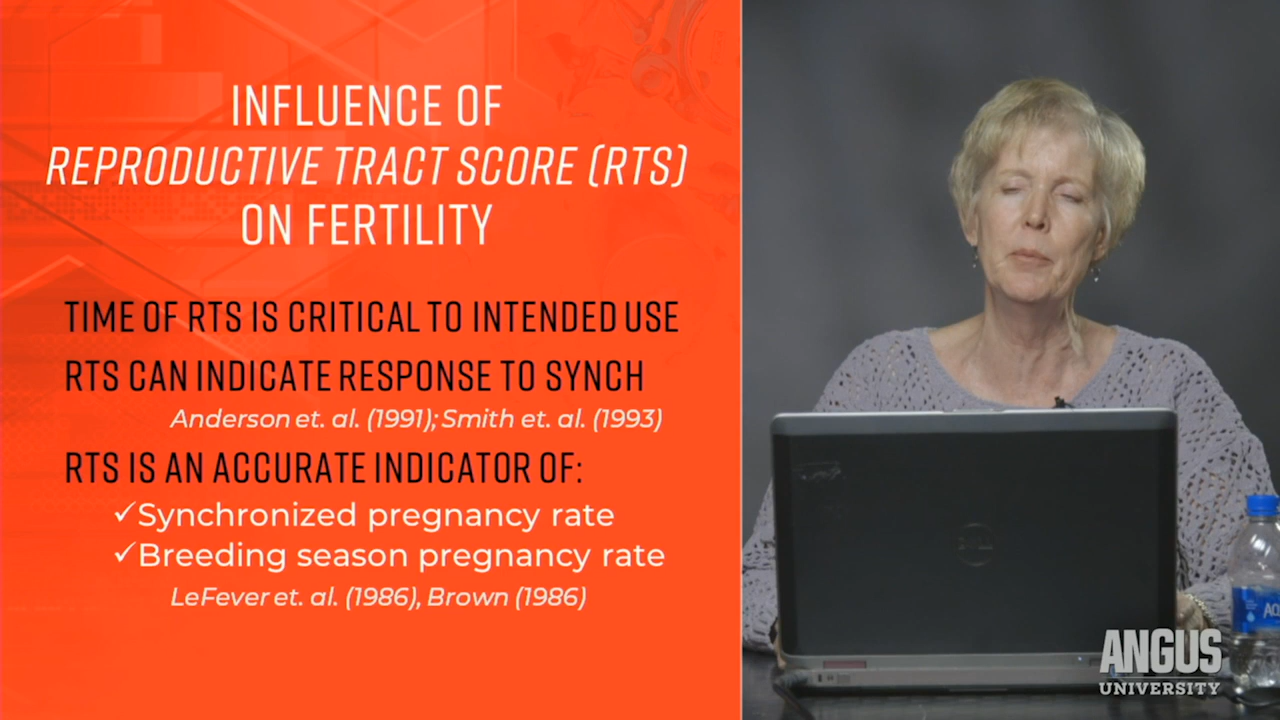 INFLUENCE OF
REPRODUCTIVE TRACT SCORE (RTS)
ON FERTILITY
TIME OF RTS IS CRITICAL TO INTENDED USE
RTS CAN INDICATE RESPONSE TO SYNCH
Anderson et. al. (1991); Smith et. al. (1993)
RTS IS AN ACCURATE INDICATOR OF:
✓Synchronized pregnancy rate
✓Breeding season pregnancy rate
LeFever et. al. (1986), Brown (1986)
DELL
ANGUS
UNIVERSITY